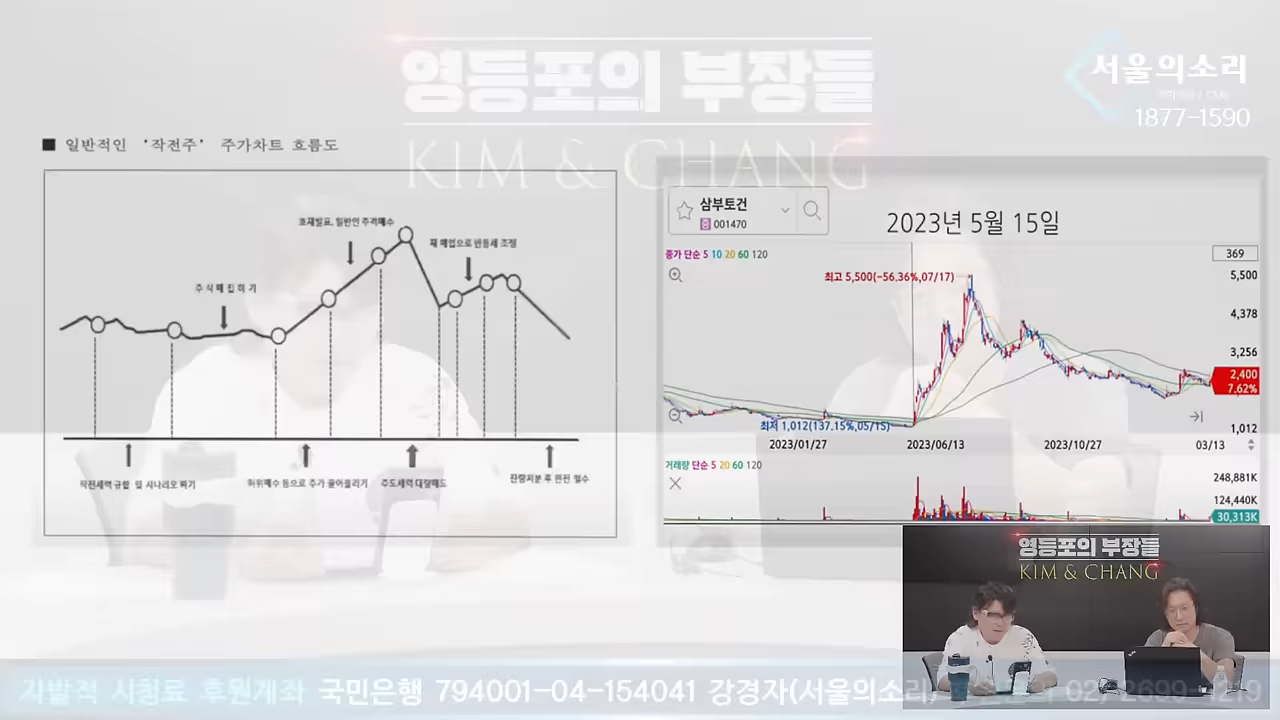 영등포의 부장들
KIM & CHANG
서울의소리
1877-1590
■ 일반적인 '작전주' 주가차트 흐름도
호재발표, 일반인 추격매수
재 매집으로 반등세 조정
주식매집하기
작전세력 규합 및 시나리오 짜기
허위매수 등으로 주가 끌어올리기
주도세력 대량매도
잔량처분 후 완전 철수
삼부토건
001470
2023년 5월 15일
종가 단순 5 10 20 60 120
369
최고 5,500(-56.36%,07/17)
5,500
4,378
3,256
2,400
7.62%
1,012
최저 1,012(137.15%,05/15)
2023/01/27
2023/06/13
2023/10/27
03/13
거래량 단순 5 20 60 120
248,881K
124,440K
30,313K
영등포의 부장들
KIM & CHANG
자발적 시청료 후원계좌 국민은행 794001-04-154041 강경자(서울의소리)